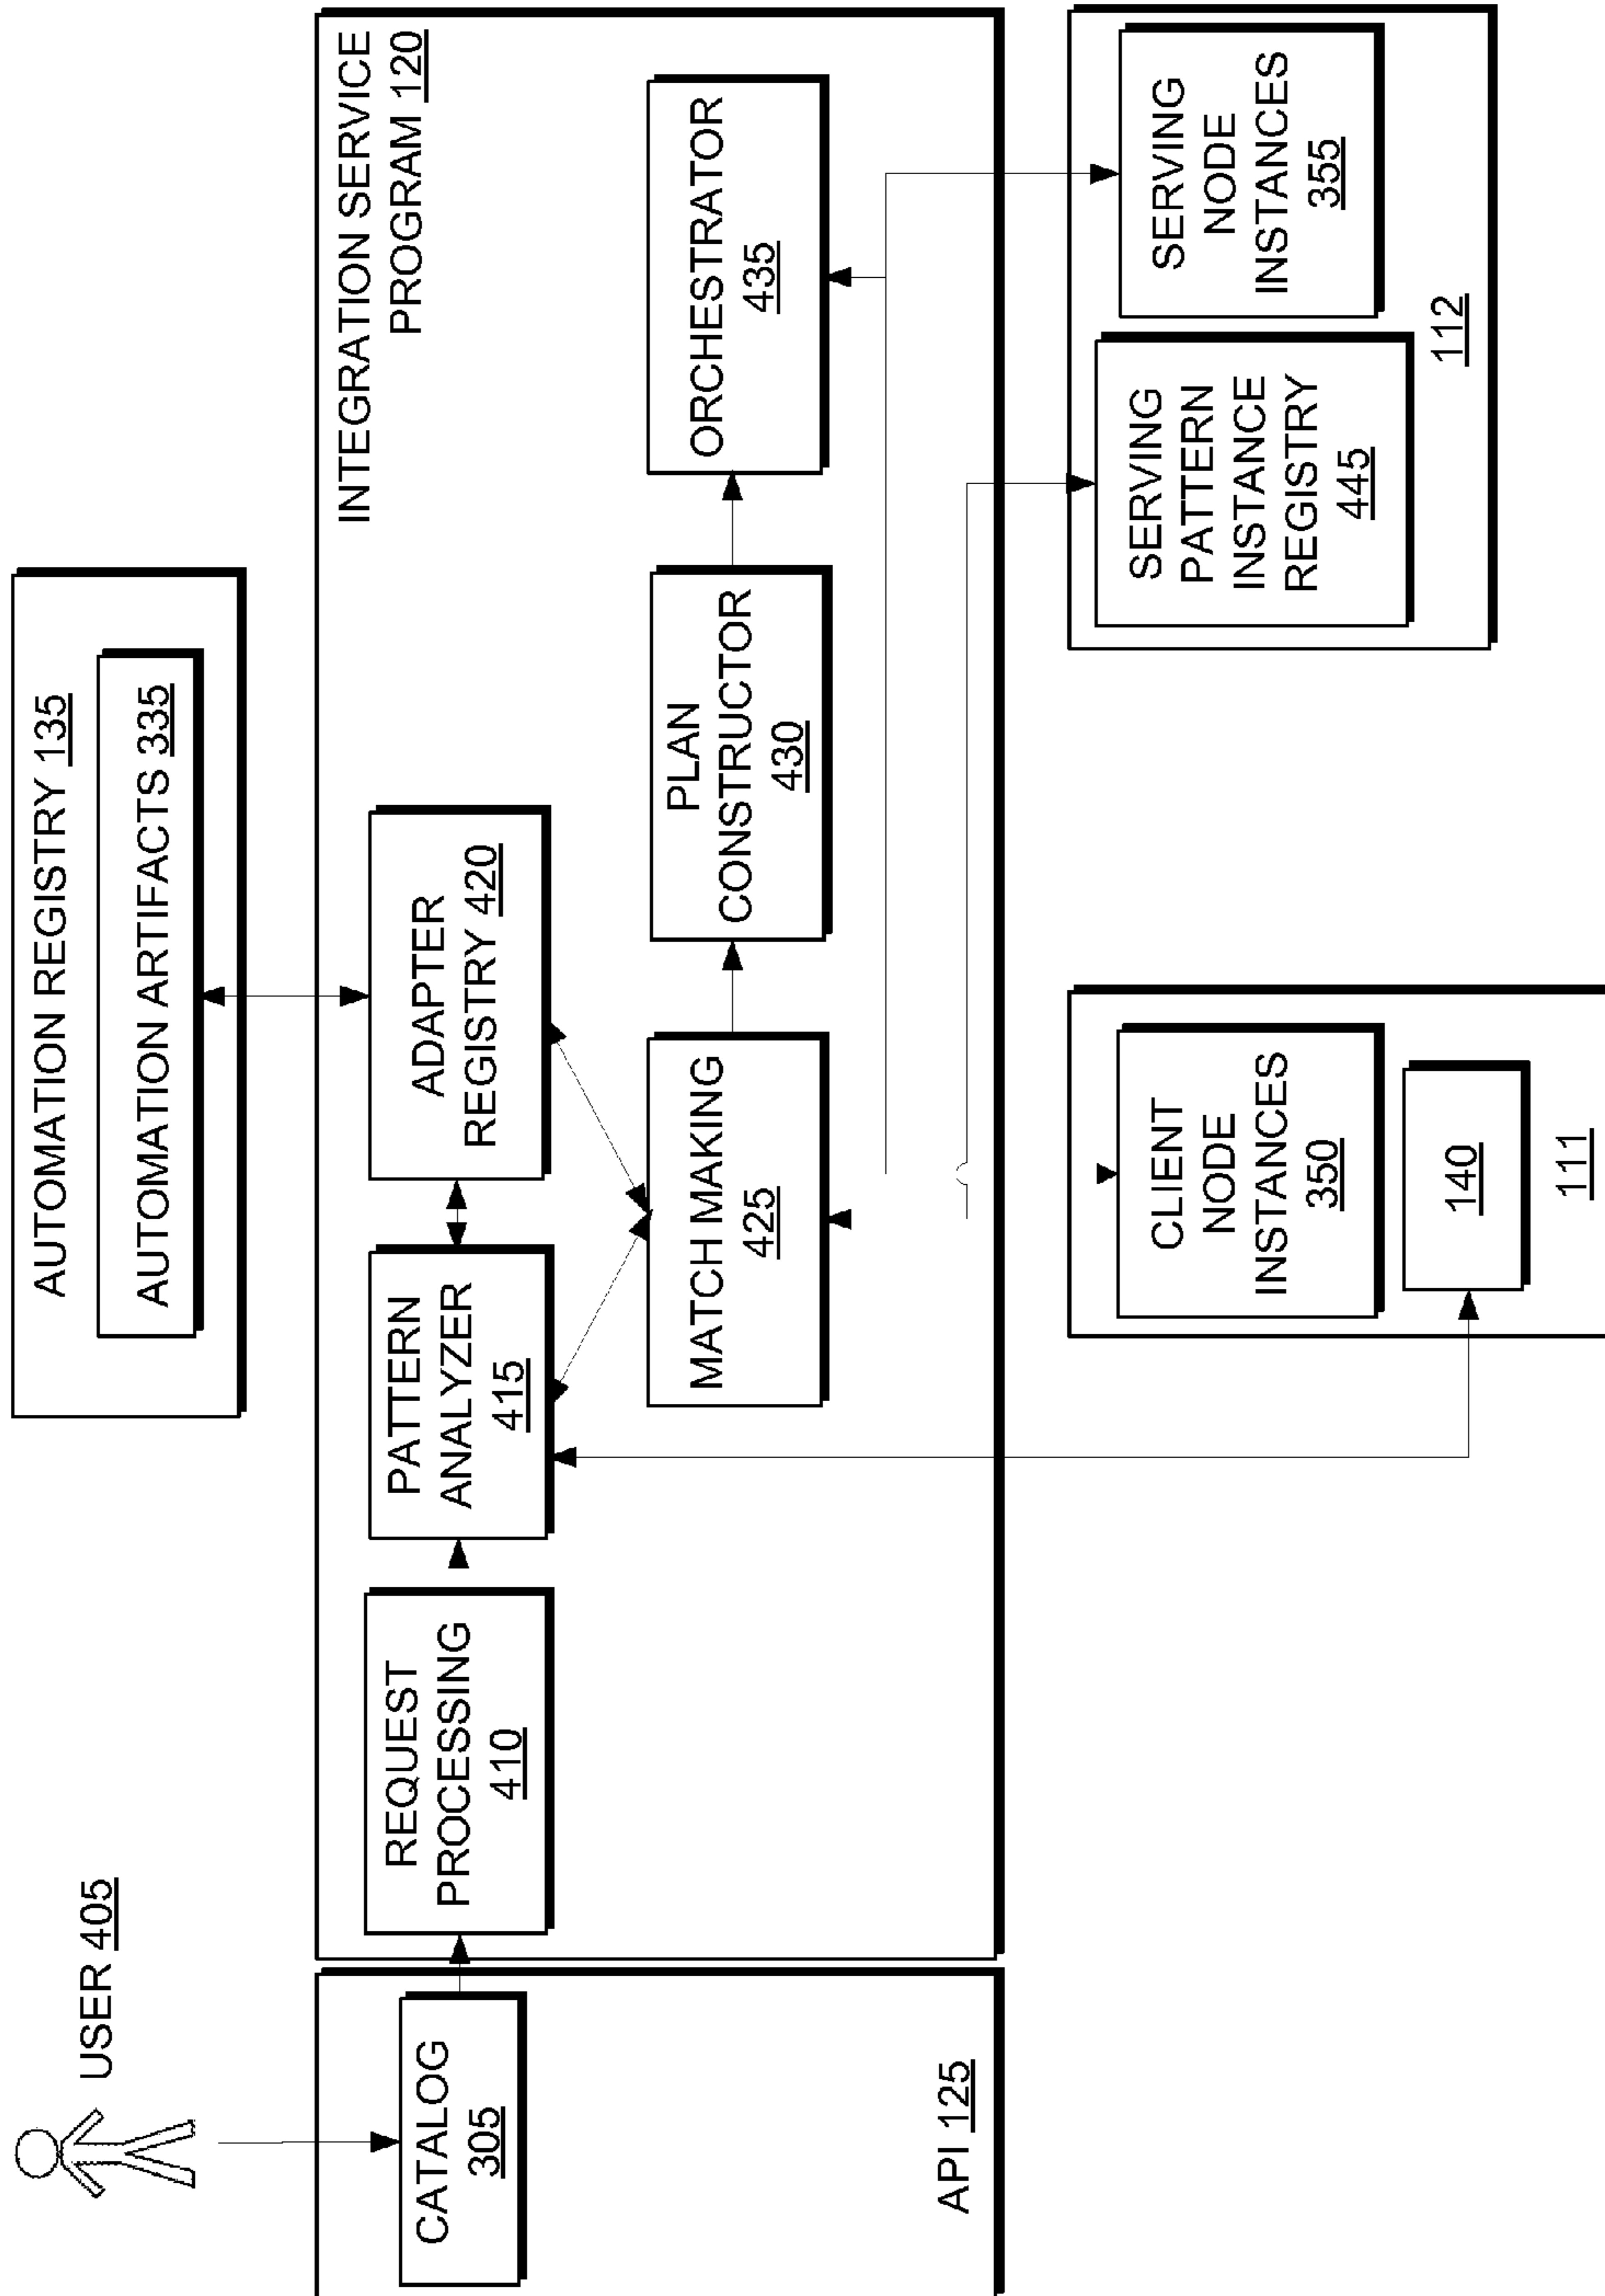 USER 405
CATALOG
305
API 125
AUTOMATION REGISTRY 135
AUTOMATION ARTIFACTS 335
INTEGRATION SERVICE
PROGRAM 120
REQUEST
PROCESSING
410
PATTERN
ANALYZER
415
ADAPTER
REGISTRY 420
MATCH MAKING
425
PLAN
CONSTRUCTOR
430
ORCHESTRATOR
435
CLIENT
NODE
INSTANCES
350
140
111
SERVING
PATTERN
INSTANCE
REGISTRY
445
SERVING
NODE
INSTANCES
355
112